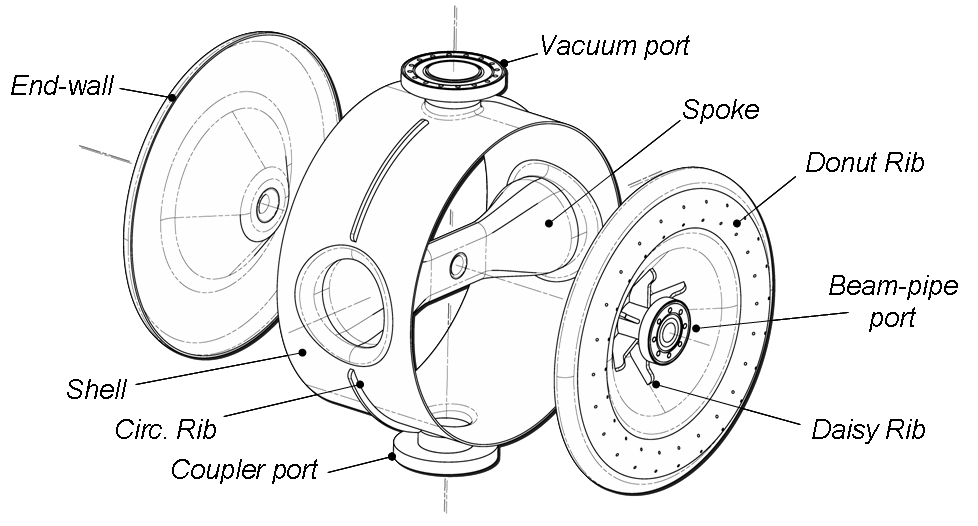 Vacuum port
End-wall
Spoke
Donut Rib
Beam-pipe
port
Shell
Circ. Rib
Daisy Rib
Coupler port